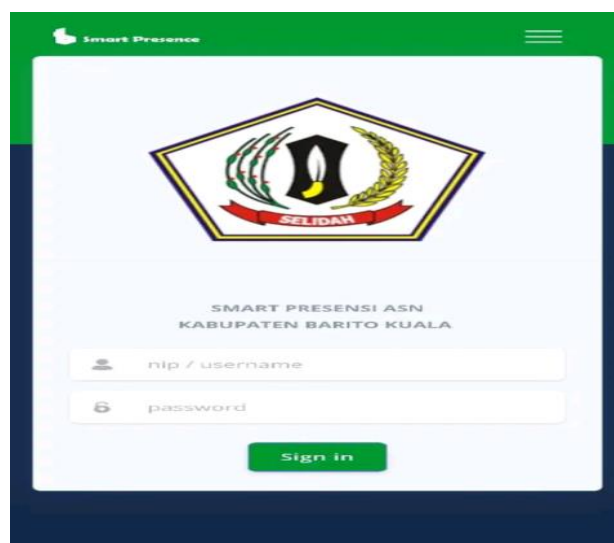 Smart Presence
SELIDAH
SMART PRESENSI ASN
KABUPATEN BARITO KUALA
nip / username
password
Sign in